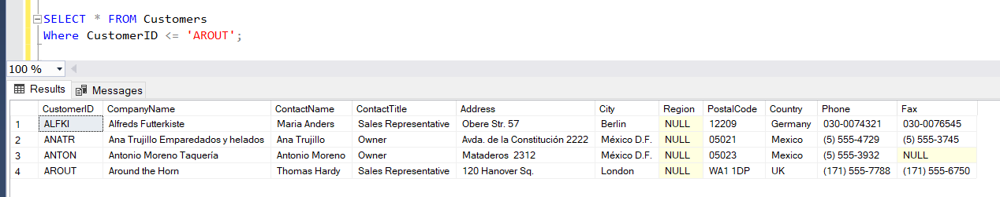 SELECT * FROM Customers
Where CustomerID <= 'AROUT';
100 %
Results Messages
CustomerID CompanyName ContactName ContactTitle Address City Region PostalCode Country Phone Fax
1 ALFKI Alfreds Futterkiste Maria Anders Sales Representative Obere Str. 57 Berlin NULL 12209 Germany 030-0074321 030-0076545
2 ANATR Ana Trujillo Emparedados y helados Ana Trujillo Owner Avda. de la Constitución 2222 México D.F. NULL 05021 Mexico (5) 555-4729 (5) 555-3745
3 ANTON Antonio Moreno Taquería Antonio Moreno Owner Mataderos 2312 México D.F. NULL 05023 Mexico (5) 555-3932 NULL
4 AROUT Around the Horn Thomas Hardy Sales Representative 120 Hanover Sq. London NULL WA1 1DP UK (171) 555-7788 (171) 555-6750